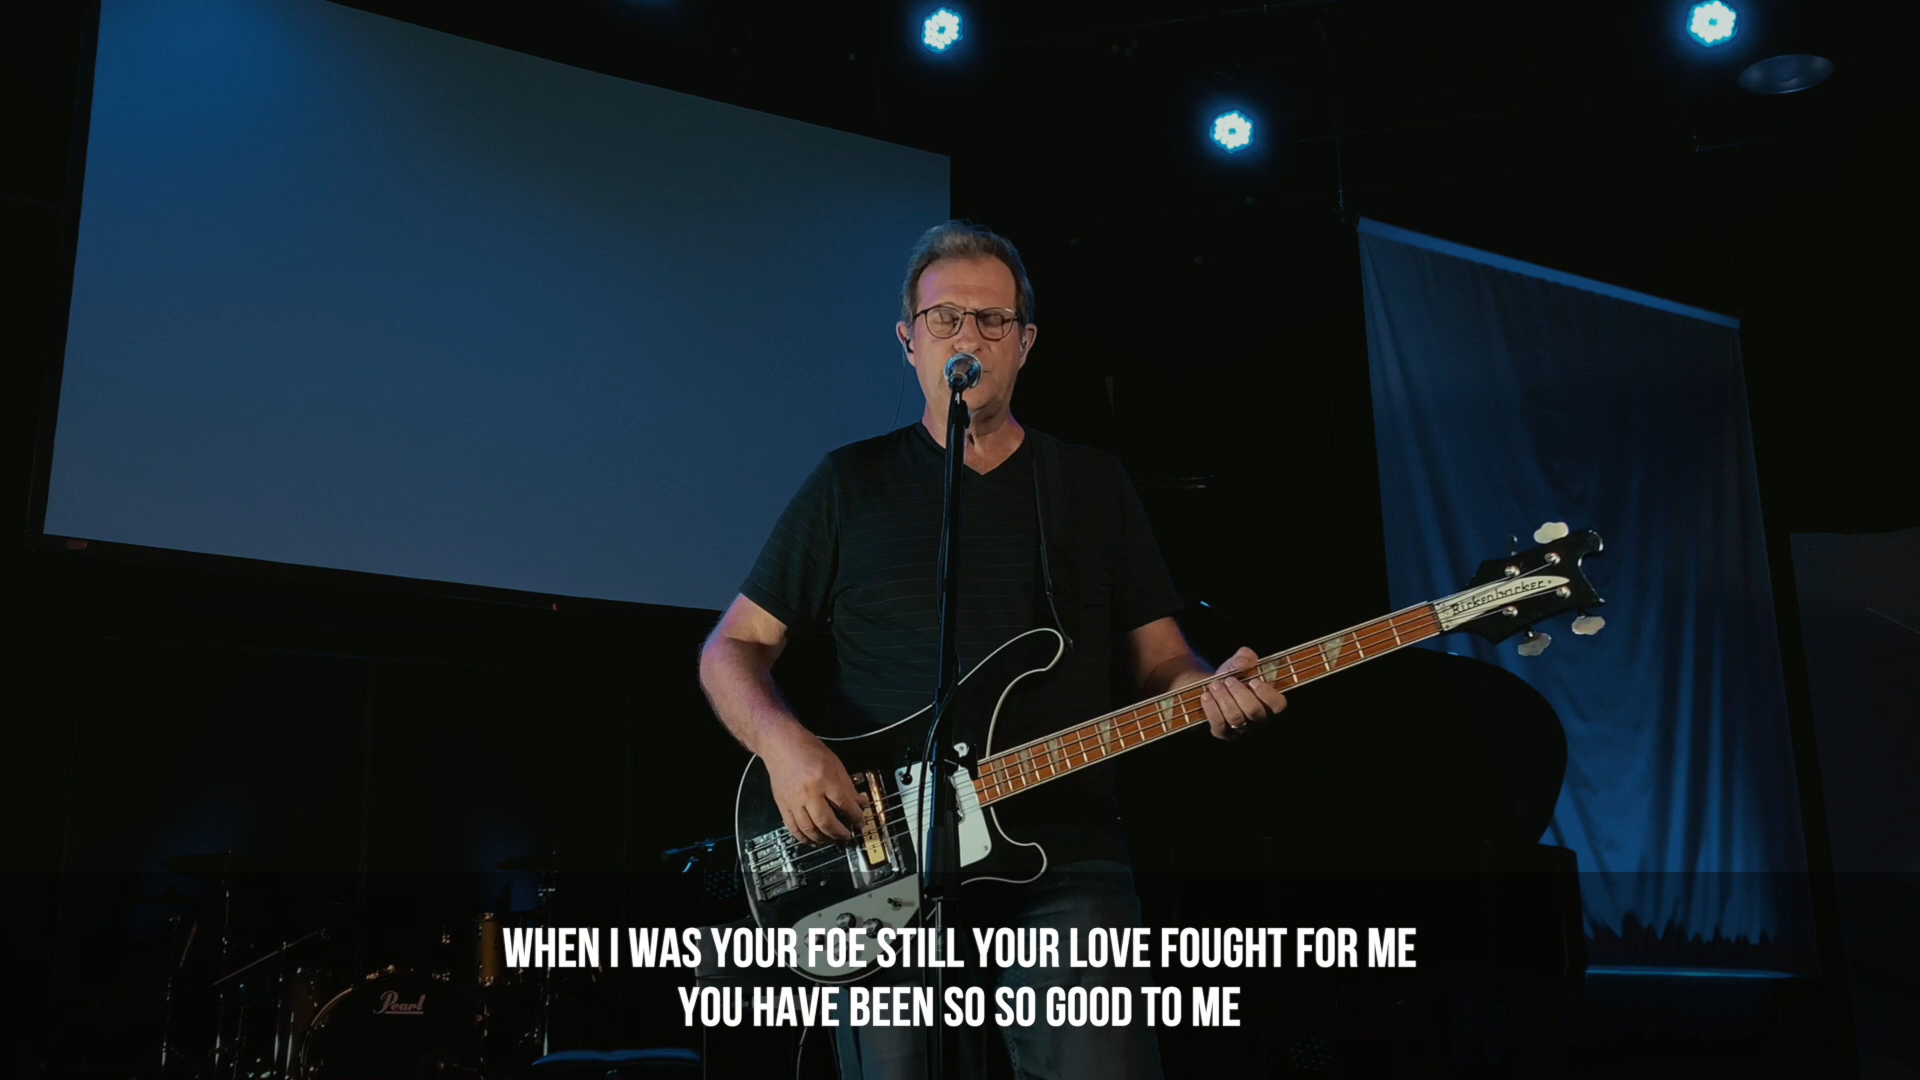 Rickenbacker
WHEN I WAS YOUR FOE STILL YOUR LOVE FOUGHT FOR ME
YOU HAVE BEEN SO SO GOOD TO ME
Pearl